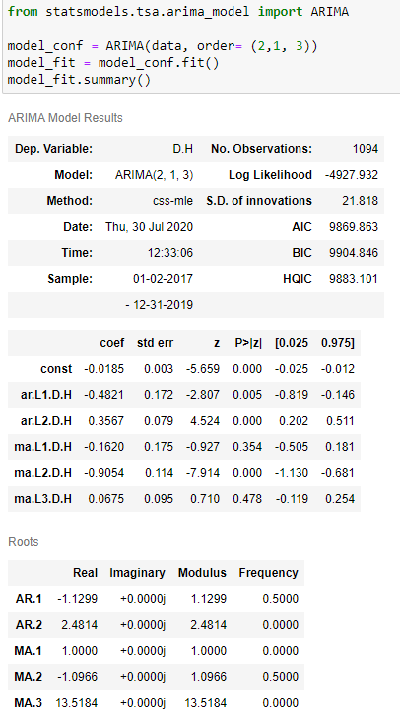 from statsmodels.tsa.arima_model import ARIMA
model_conf = ARIMA(data, order= (2,1, 3))
model_fit = model_conf.fit()
model_fit.summary()
ARIMA Model Results
Dep. Variable: D.H No. Observations: 1094
Model: ARIMA(2, 1, 3) Log Likelihood -4927.932
Method: css-mle S.D. of innovations 21.818
Date: Thu, 30 Jul 2020 AIC 9869.863
Time: 12:33:06 BIC 9904.846
Sample: 01-02-2017 HQIC 9883.101
- 12-31-2019
coef std err z P>|z| [0.025 0.975]
const -0.0185 0.003 -5.659 0.000 -0.025 -0.012
ar.L1.D.H -0.4821 0.172 -2.807 0.005 -0.819 -0.146
ar.L2.D.H 0.3567 0.079 4.524 0.000 0.202 0.511
ma.L1.D.H -0.1620 0.175 -0.927 0.354 -0.505 0.181
ma.L2.D.H -0.9054 0.114 -7.914 0.000 -1.130 -0.681
ma.L3.D.H 0.0675 0.095 0.710 0.478 -0.119 0.254
Roots
Real Imaginary Modulus Frequency
AR.1 -1.1299 +0.0000j 1.1299 0.5000
AR.2 2.4814 +0.0000j 2.4814 0.0000
MA.1 1.0000 +0.0000j 1.0000 0.0000
MA.2 -1.0966 +0.0000j 1.0966 0.5000
MA.3 13.5184 +0.0000j 13.5184 0.0000